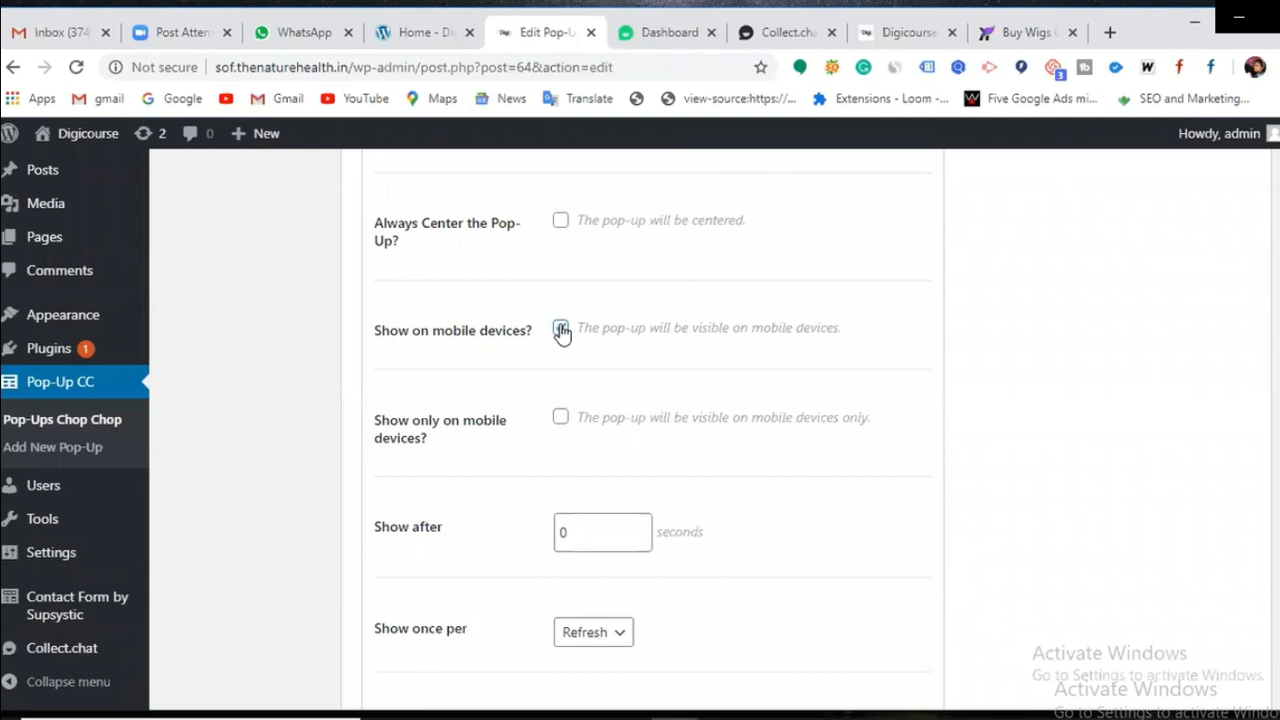 Inbox (374
Post Atten
WhatsApp
Home - Di
Edit Pop-U
Dashboard
Collect.cha
Digicourse
Buy Wigs
Not secure
sof.thenaturehealth.in/wp-admin/post.php?post=64&action=edit
3
Apps
gmail
Google
Gmail
YouTube
Maps
News
Translate
view-source:https://...
Extensions - Loom -...
Five Google Ads mi...
SEO and Marketing...
Digicourse
2
0
New
Howdy, admin
Posts
Media
Pages
Comments
Appearance
Plugins 1
Pop-Up CC
Pop-Ups Chop Chop
Add New Pop-Up
Users
Tools
Settings
Contact Form by
Supsystic
Collect.chat
Collapse menu
Always Center the Pop-
Up?
The pop-up will be centered.
Show on mobile devices?
The pop-up will be visible on mobile devices.
Show only on mobile
devices?
The pop-up will be visible on mobile devices only.
Show after
0
seconds
Show once per
Refresh
Activate Windows
Go to Settings to activate Windows.
Activate Windows
Go to Settings to activate Windo